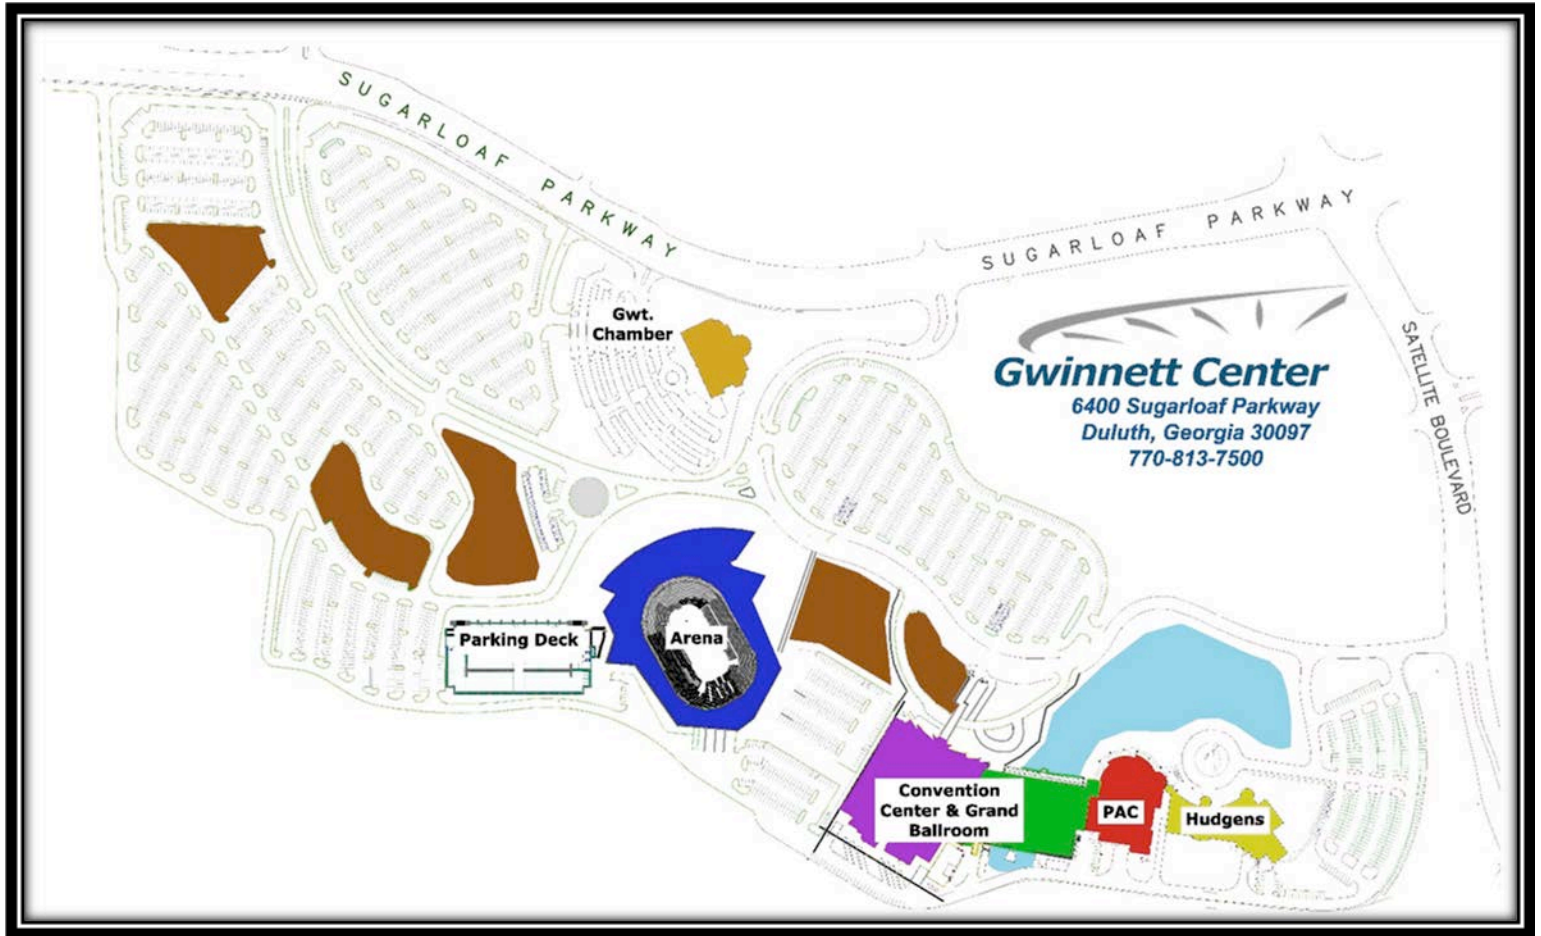 SUGARLOAF PARKWAY
SUGARLOAF PARKWAY
Gwt.
Chamber
Gwinnett Center
6400 Sugarloaf Parkway
Duluth, Georgia 30097
770-813-7500
SATELLITE BOULEVARD
Parking Deck
Arena
Convention
Center & Grand
Ballroom
PAC
Hudgens